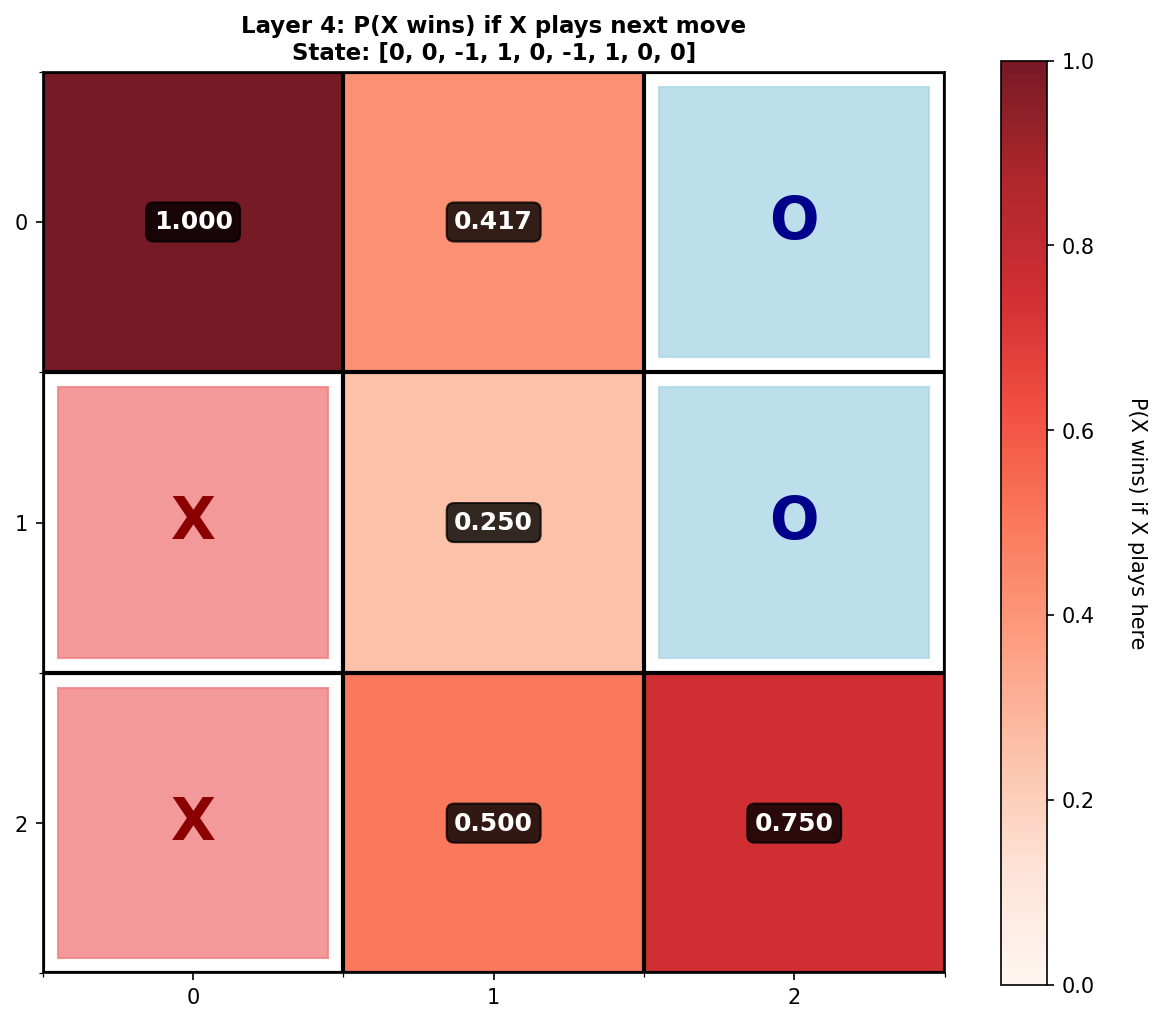 Layer 4: P(X wins) if X plays next move
State: [0, 0, -1, 1, 0, -1, 1, 0, 0]
0
1.000
0.417
O
1
X
0.250
O
2
X
0.500
0.750
0
1
2
1.0
0.8
0.6
0.4
0.2
0.0
P(X wins) if X plays here